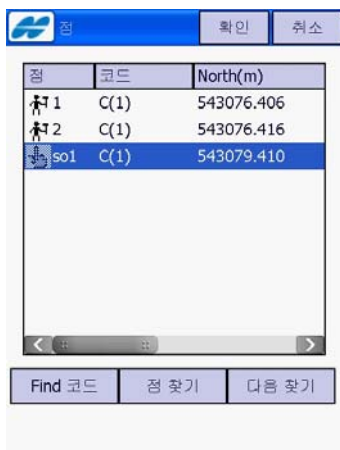 점 확인 취소
점 코드 North(m)
1 C(1) 543076.406
2 C(1) 543076.416
so1 C(1) 543079.410
Find 코드 점 찾기 다음 찾기